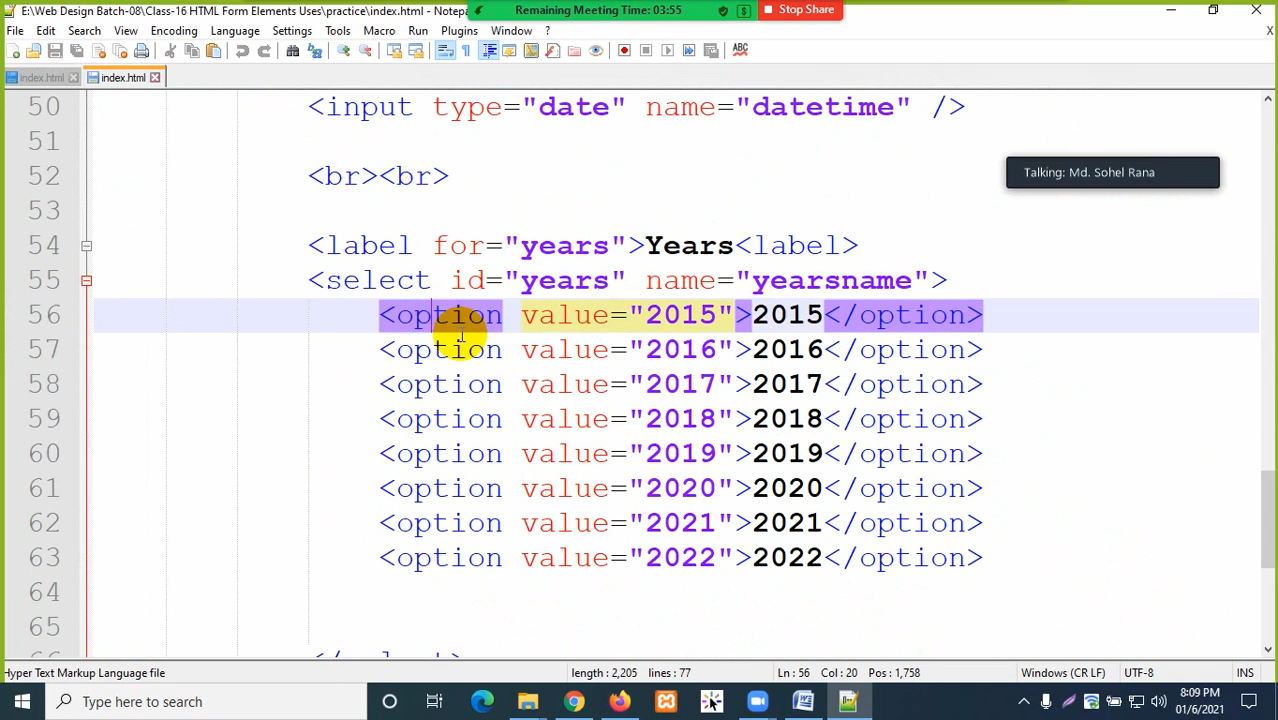 E:\Web Design Batch-08\Class-16 HTML Form Elements Uses\practice\index.html - Notepa
Remaining Meeting Time: 03:55
Stop Share
File Edit Search View Encoding Language Settings Tools Macro Run Plugins Window ? X
ABC
index.html index.html
50 <input type="date" name="datetime" />
51
52 <br><br>
Talking: Md. Sohel Rana
53
54 <label for="years">Years<label>
55 <select id="years" name="yearsname">
56 <option value="2015">2015</option>
57 <option value="2016">2016</option>
58 <option value="2017">2017</option>
59 <option value="2018">2018</option>
60 <option value="2019">2019</option>
61 <option value="2020">2020</option>
62 <option value="2021">2021</option>
63 <option value="2022">2022</option>
64
65
Hyper Text Markup Language file length : 2,205 lines : 77 Ln : 56 Col : 20 Pos : 1,758 Windows (CR LF) UTF-8 INS
Type here to search
8:09 PM
01/6/2021